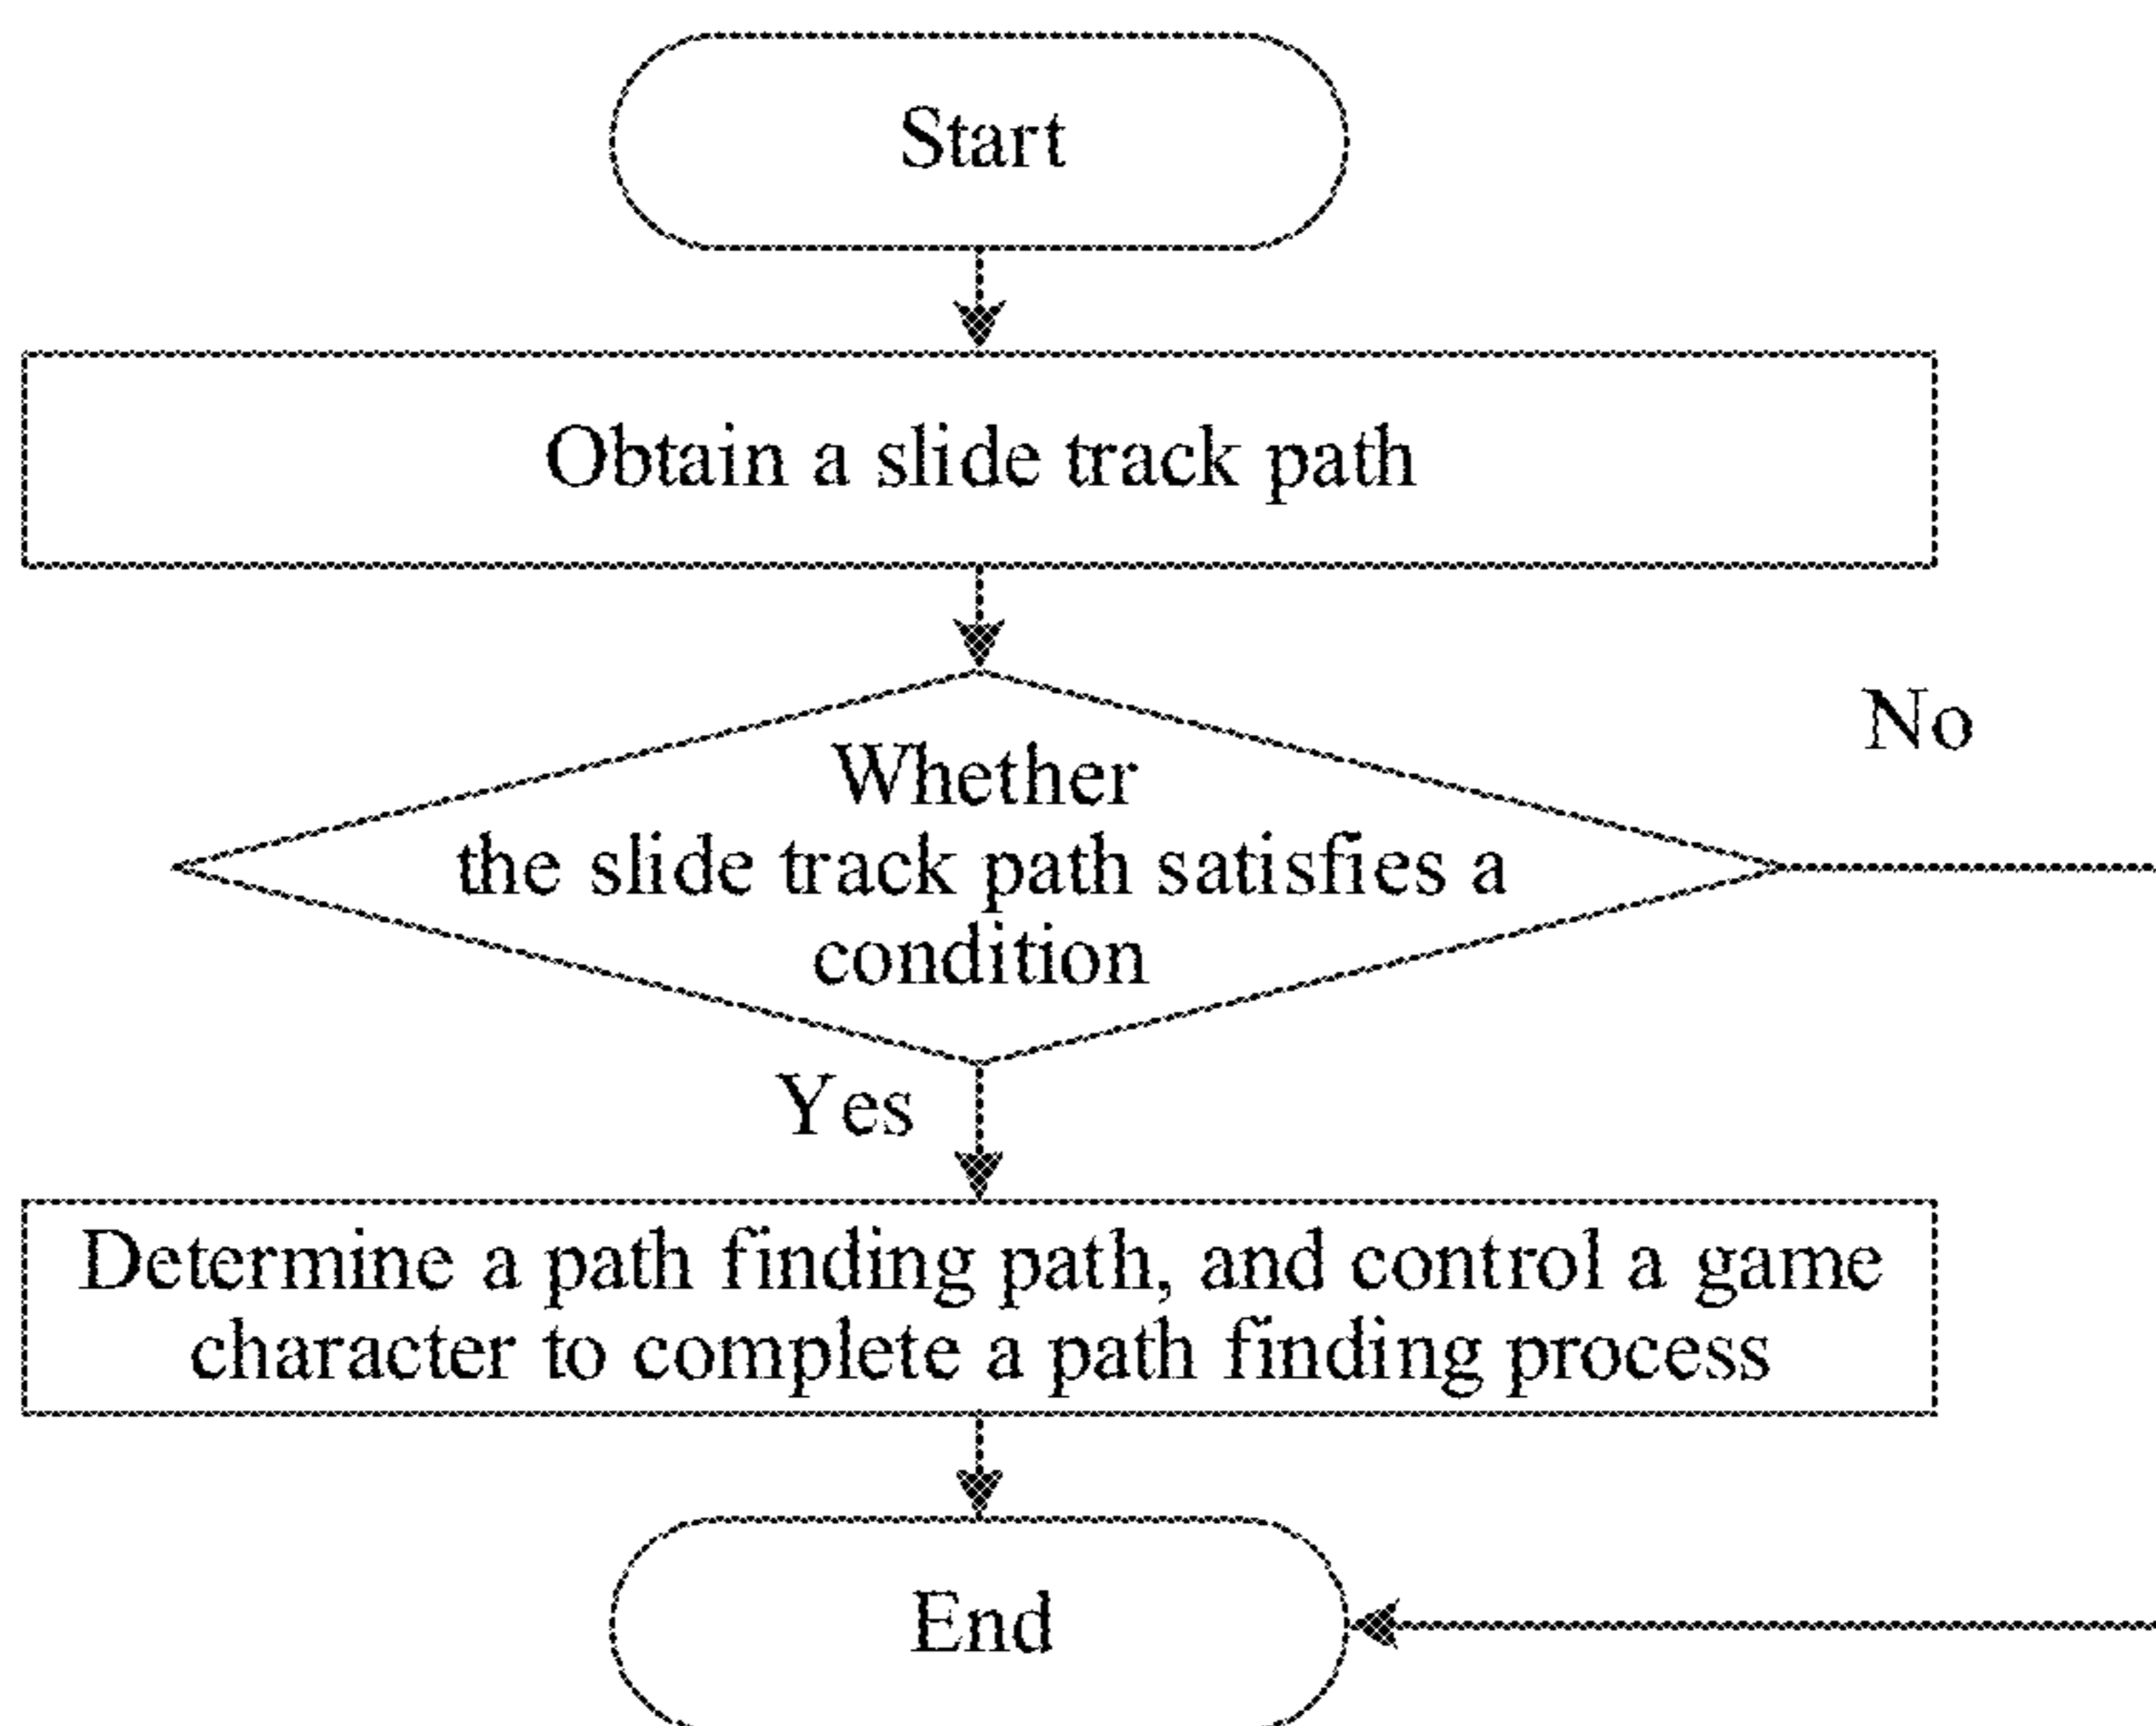 Start
Obtain a slide track path
No
Whether
the slide track path satisfies a
condition
Yes
Determine a path finding path, and control a game
character to complete a path finding process
End